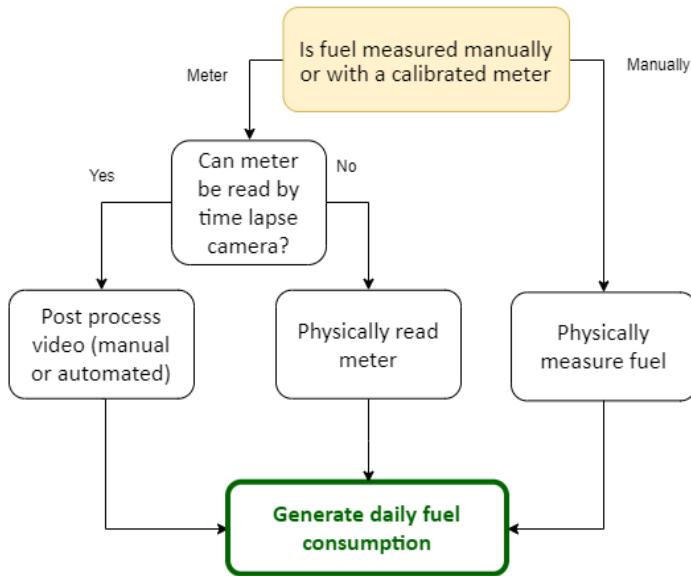 Is fuel measured manually
or with a calibrated meter
Meter
Manually
Can meter
be read by
time lapse
camera?
Yes
No
Post process
video (manual
or automated)
Physically read
meter
Physically
measure fuel
Generate daily fuel
consumption